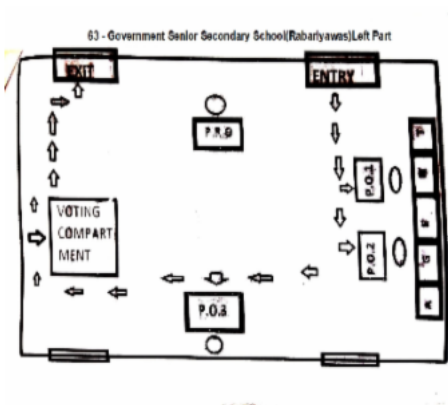 63 - Government Senior Secondary School(Rabariyawas)Left Part
EXIT
ENTRY
P.R.O
P.O.1
VOTING
COMPART
MENT
P.O.2
P.O.3